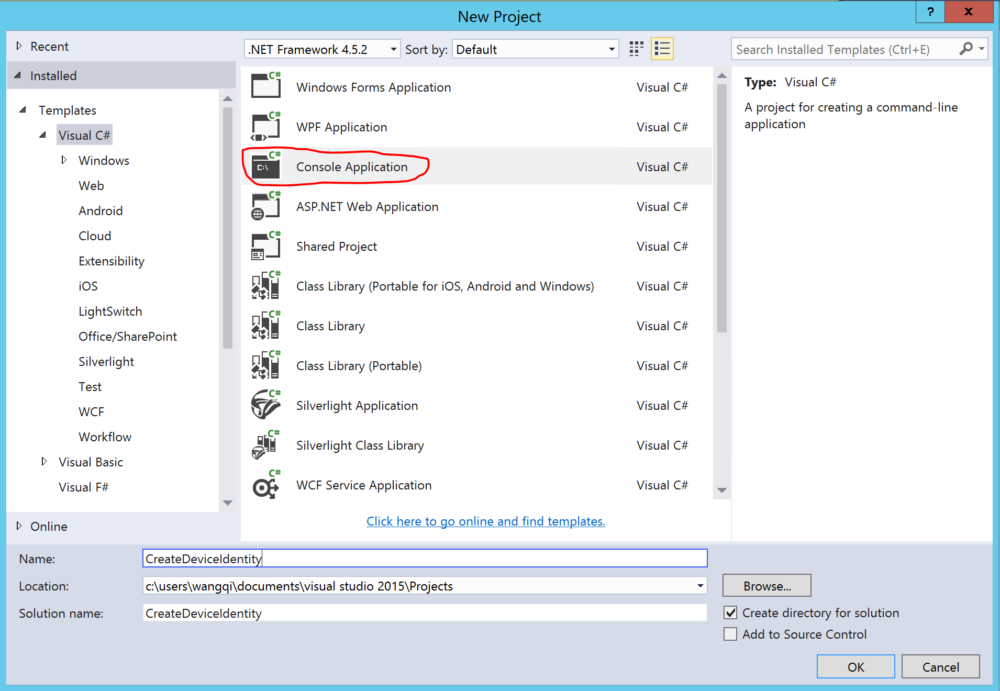 New Project
?
x
Recent
Installed
Templates
Visual C#
Windows
Web
Android
Cloud
Extensibility
iOS
LightSwitch
Office/SharePoint
Silverlight
Test
WCF
Workflow
Visual Basic
Visual F#
Online
.NET Framework 4.5.2
Sort by: Default
Search Installed Templates (Ctrl+E)
C# Windows Forms Application Visual C#
C# WPF Application Visual C#
C# C:\ Console Application Visual C#
C# ASP.NET Web Application Visual C#
C# Shared Project Visual C#
C# Class Library (Portable for iOS, Android and Windows) Visual C#
C# Class Library Visual C#
C# Class Library (Portable) Visual C#
C# Silverlight Application Visual C#
C# Silverlight Class Library Visual C#
C# WCF Service Application Visual C#
Click here to go online and find templates.
Type: Visual C#
A project for creating a command-line
application
Name: CreateDeviceIdentity
Location: c:\users\wangqi\documents\visual studio 2015\Projects
Browse...
Solution name: CreateDeviceIdentity
Create directory for solution
Add to Source Control
OK
Cancel